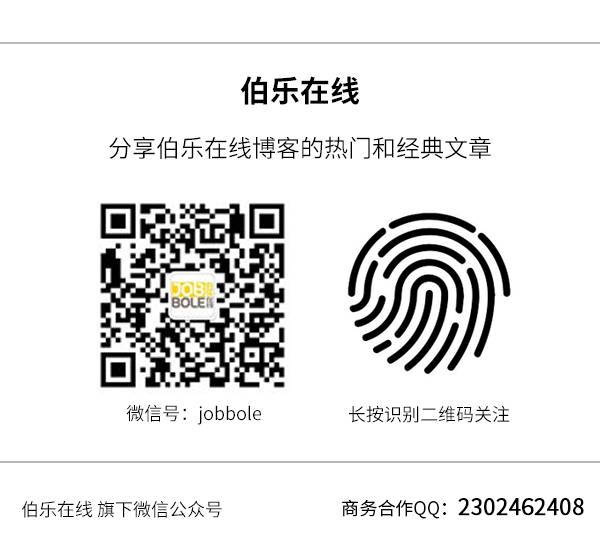 伯乐在线
分享伯乐在线博客的热门和经典文章
JOB
BOLE
微信号：jobbole
长按识别二维码关注
伯乐在线 旗下微信公众号
商务合作QQ：2302462408